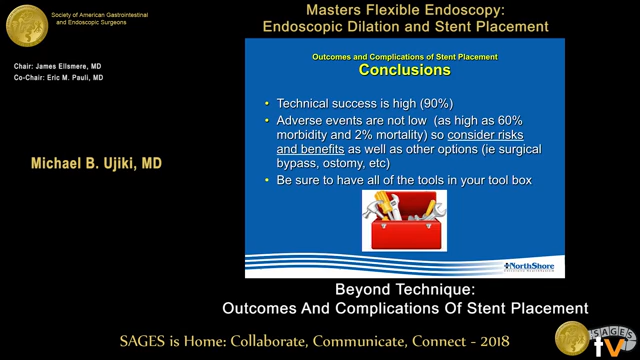 Society of American Gastrointestinal
and Endoscopic Surgeons
Masters Flexible Endoscopy:
Endoscopic Dilation and Stent Placement
Chair: James Ellsmere, MD
Co-Chair: Eric M. Pauli, MD
Michael B. Ujiki, MD
Outcomes and Complications of Stent Placement
Conclusions
• Technical success is high (90%)
• Adverse events are not low (as high as 60%
morbidity and 2% mortality) so consider risks
and benefits as well as other options (ie surgical
bypass, ostomy, etc)
• Be sure to have all of the tools in your tool box
NorthShore
Beyond Technique:
Outcomes And Complications Of Stent Placement
SAGES is Home: Collaborate, Communicate, Connect - 2018
SAGES
tv